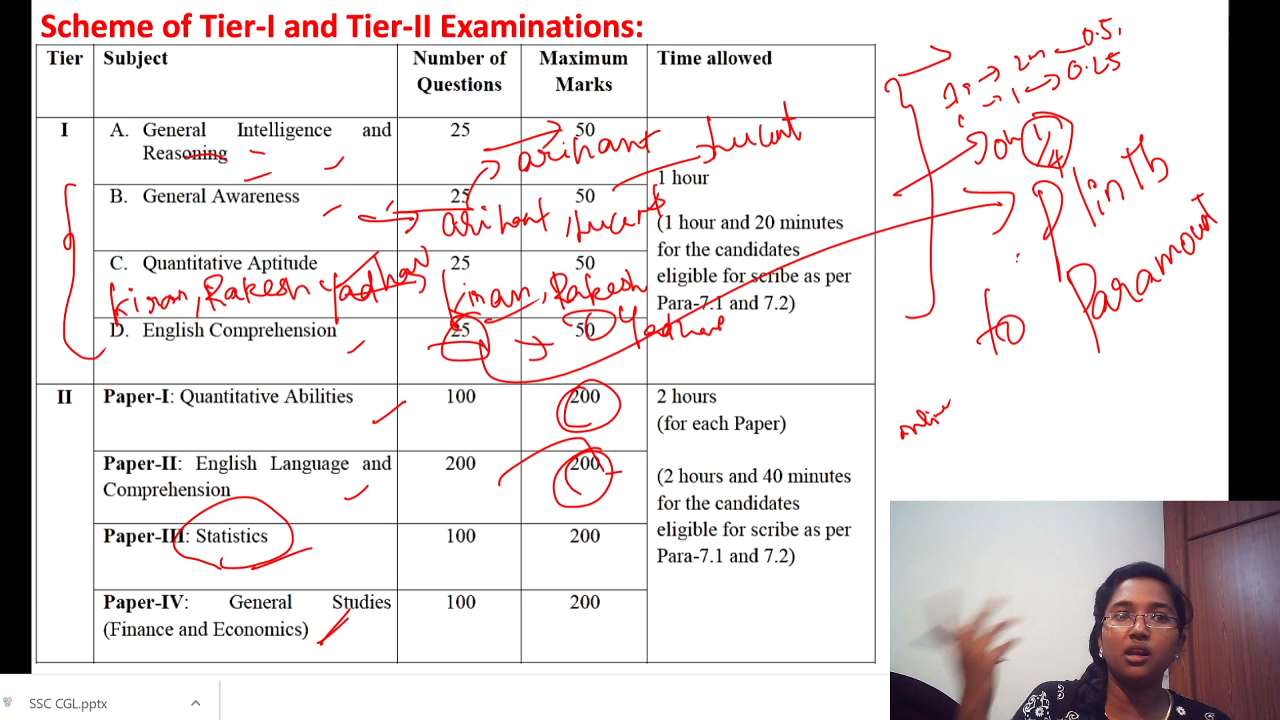 Scheme of Tier-I and Tier-II Examinations:
Tier Subject Number of Questions Maximum Marks Time allowed
I A. General Intelligence and Reasoning 25 50
B. General Awareness 25 50
C. Quantitative Aptitude 25 50
D. English Comprehension 25 50
1 hour
(1 hour and 20 minutes
for the candidates
eligible for scribe as per
Para-7.1 and 7.2)
II Paper-I: Quantitative Abilities 100 200
Paper-II: English Language and Comprehension 200 200
Paper-III: Statistics 100 200
Paper-IV: General Studies (Finance and Economics) 100 200
2 hours
(for each Paper)
(2 hours and 40 minutes
for the candidates
eligible for scribe as per
Para-7.1 and 7.2)
arihant
lucent
arihant, lucent
Kiran, Rakesh Yadhav
Kiran, Rakesh
0.5,
0.25
1/4
Plinth
to Paramount
online
SSC CGL.pptx